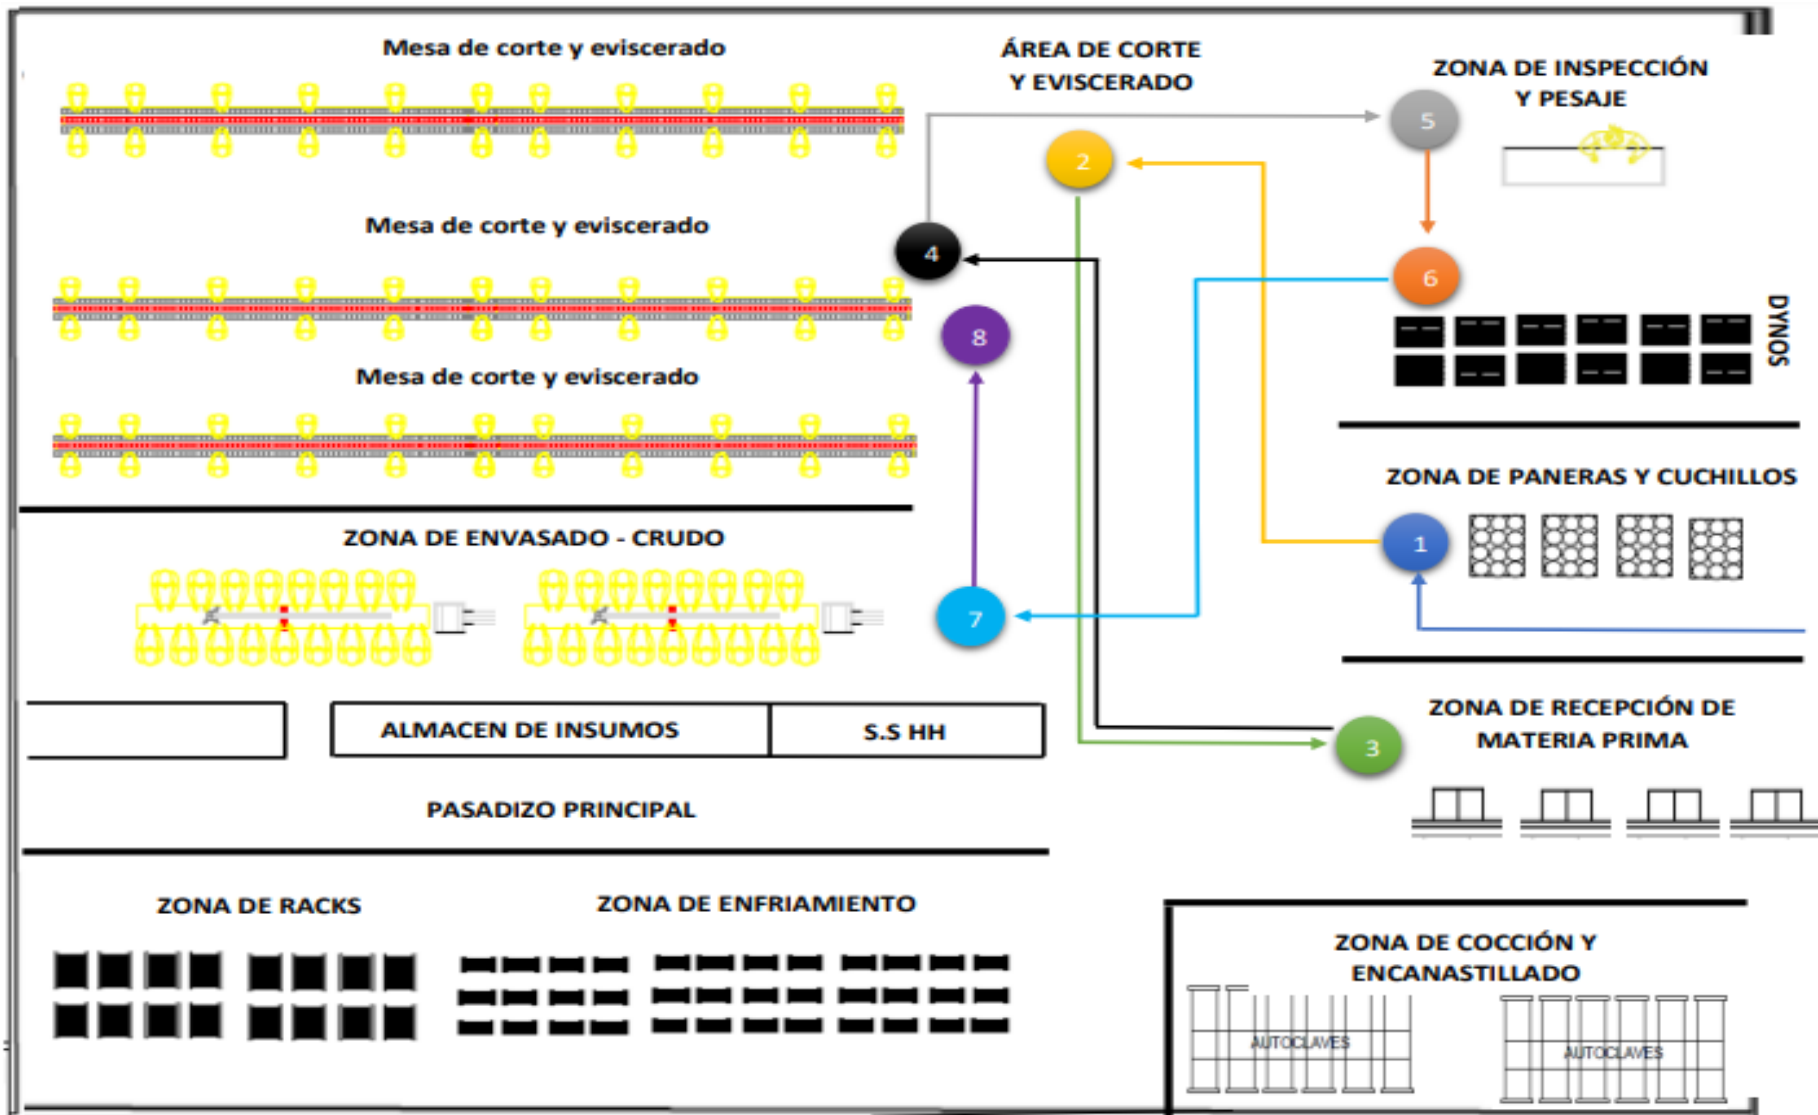 Mesa de corte y eviscerado
ÁREA DE CORTE
Y EVISCERADO
ZONA DE INSPECCIÓN
Y PESAJE
5
2
Mesa de corte y eviscerado
4
6
8
DYNOS
Mesa de corte y eviscerado
ZONA DE PANERAS Y CUCHILLOS
ZONA DE ENVASADO - CRUDO
1
7
ZONA DE RECEPCIÓN DE
MATERIA PRIMA
ALMACEN DE INSUMOS
S.S HH
3
PASADIZO PRINCIPAL
ZONA DE RACKS
ZONA DE ENFRIAMIENTO
ZONA DE COCCIÓN Y
ENCANASTILLADO
AUTOCLAVES
AUTOCLAVES